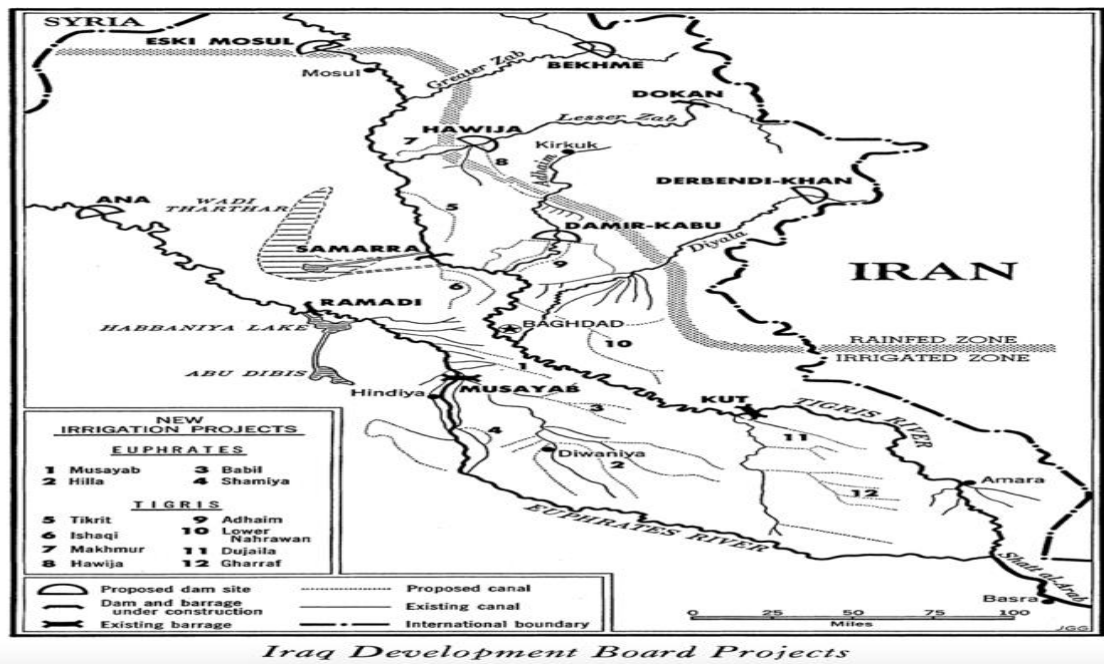 SYRIA
ESKI MOSUL
Mosul
Greater Zab
BEKHME
DOKAN
Lesser Zab
HAWIJA
7
8
Kirkuk
Adhaim
DERBENDI-KHAN
ANA
WADI
THARTHAR
5
DAMIR-KABU
Diyala
SAMARRA
9
IRAN
6
RAMADI
HABBANIYA LAKE
BAGHDAD
10
RAINFED ZONE
IRRIGATED ZONE
ABU DIBIS
1
Hindiya
MUSAYAB
KUT
TIGRIS RIVER
3
4
11
Diwaniya
2
12
Amara
EUPHRATES RIVER
Shatt al-Arab
Basra
NEW
IRRIGATION PROJECTS
EUPHRATES
1 Musayab 3 Babil
2 Hilla 4 Shamiya
TIGRIS
5 Tikrit 9 Adhaim
6 Ishaqi 10 Lower Nahrawan
7 Makhmur 11 Dujaila
8 Hawija 12 Gharraf
Proposed dam site Proposed canal
Dam and barrage
under construction Existing canal
Existing barrage International boundary
0 25 50 75 100
Miles
JGG
Iraq Development Board Projects